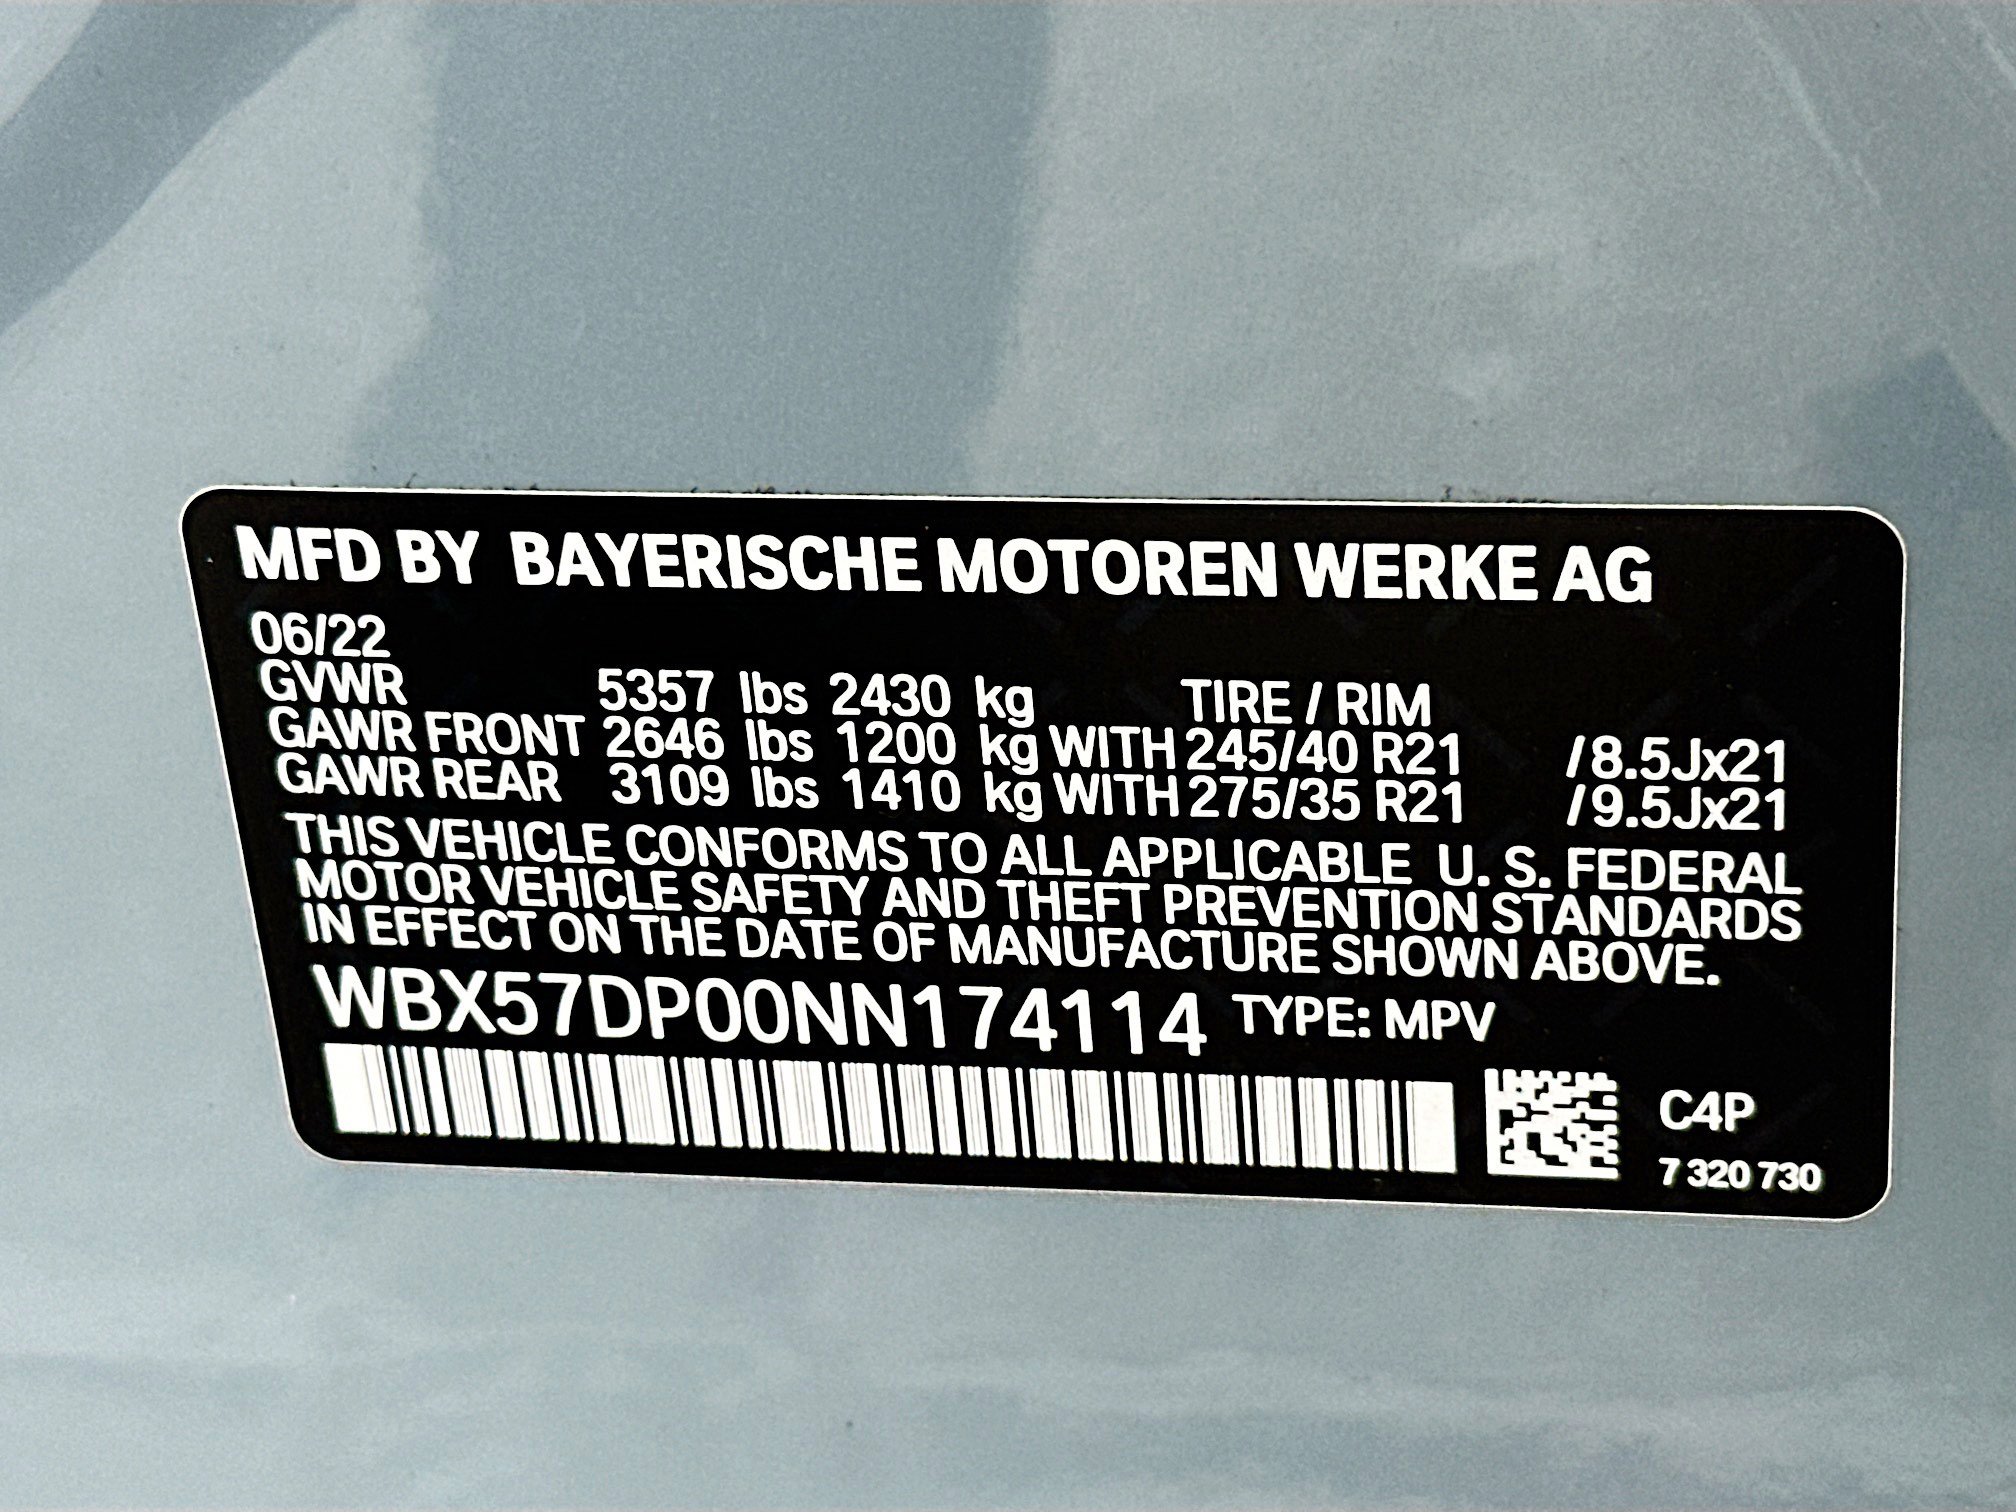 MFD BY BAYERISCHE MOTOREN WERKE AG
06/22
GVWR 5357 lbs 2430 kg TIRE / RIM
GAWR FRONT 2646 lbs 1200 kg WITH 245/40 R21 /8.5Jx21
GAWR REAR 3109 lbs 1410 kg WITH 275/35 R21 /9.5Jx21
THIS VEHICLE CONFORMS TO ALL APPLICABLE U. S. FEDERAL
MOTOR VEHICLE SAFETY AND THEFT PREVENTION STANDARDS
IN EFFECT ON THE DATE OF MANUFACTURE SHOWN ABOVE.
WBX57DP00NN174114 TYPE: MPV
C4P
7 320 730